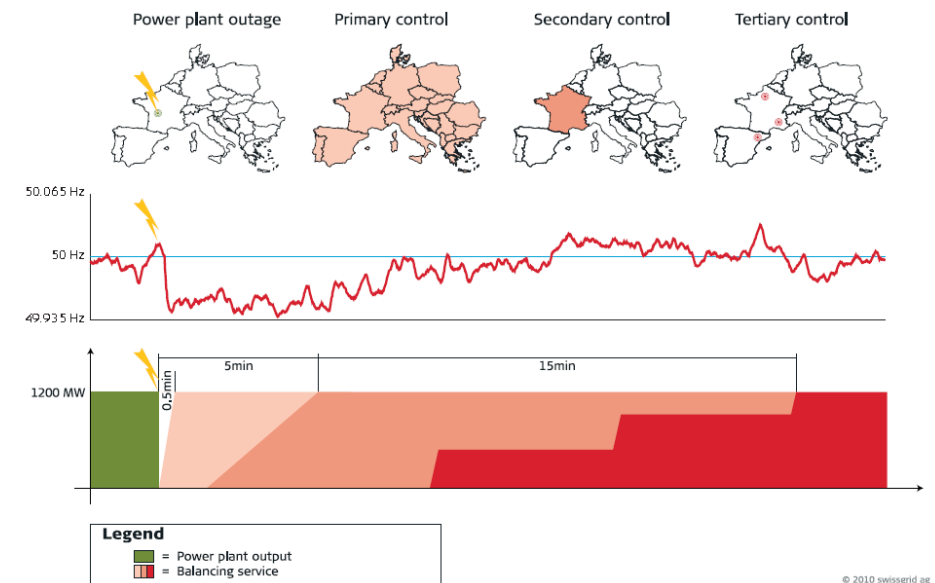 Power plant outage
Primary control
Secondary control
Tertiary control
50.065 Hz
50 Hz
49.935 Hz
5min
15min
0,5min
1200 MW
Legend
= Power plant output
= Balancing service
© 2010 swissgrid ag